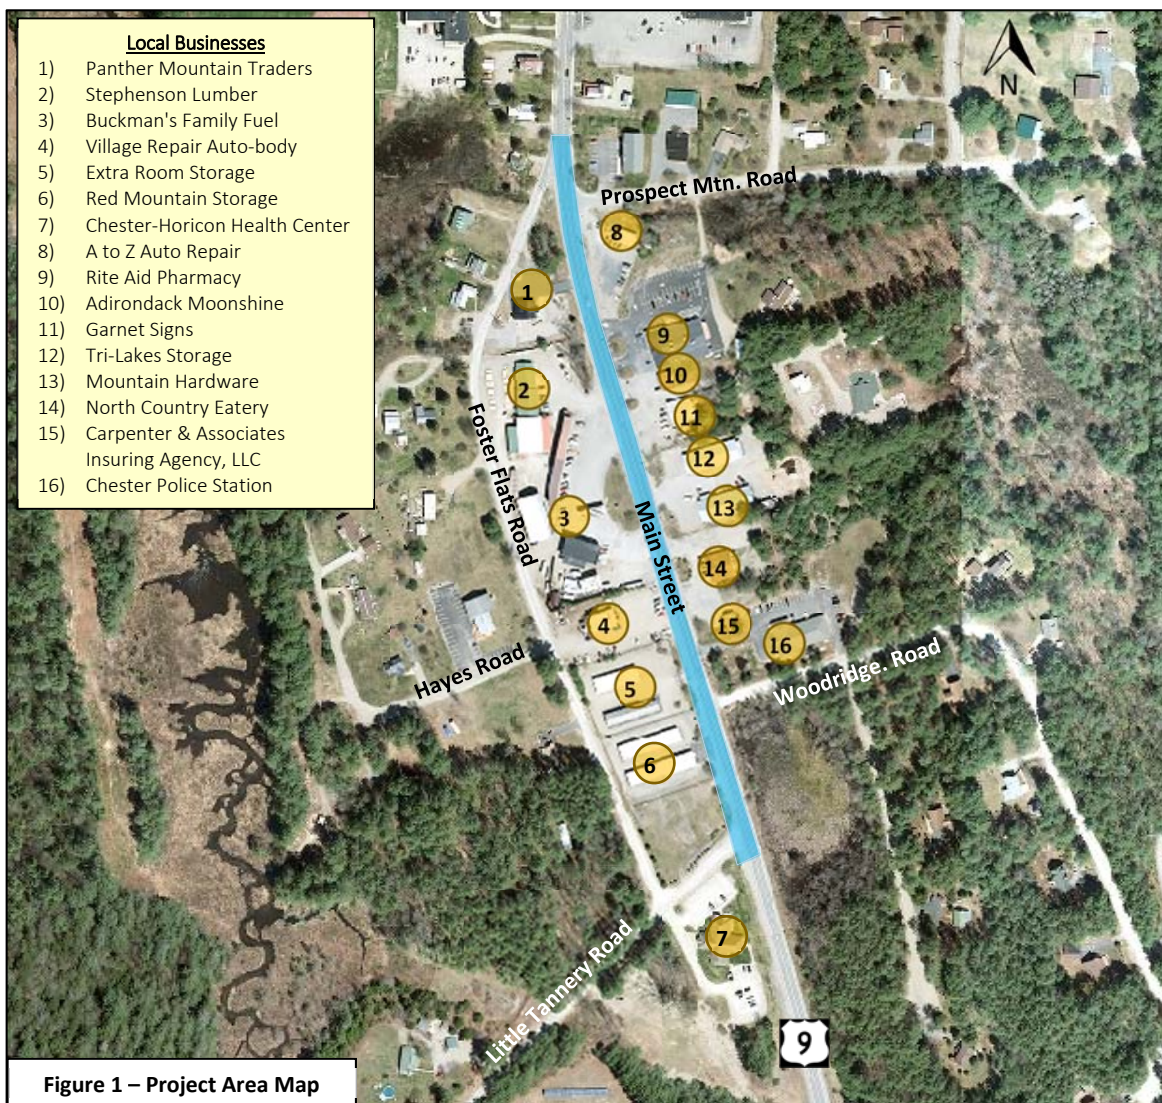 Local Businesses
1) Panther Mountain Traders
2) Stephenson Lumber
3) Buckman's Family Fuel
4) Village Repair Auto-body
5) Extra Room Storage
6) Red Mountain Storage
7) Chester-Horicon Health Center
8) A to Z Auto Repair
9) Rite Aid Pharmacy
10) Adirondack Moonshine
11) Garnet Signs
12) Tri-Lakes Storage
13) Mountain Hardware
14) North Country Eatery
15) Carpenter & Associates
Insuring Agency, LLC
16) Chester Police Station
N
Prospect Mtn. Road
8
1
9
10
2
11
12
Foster Flats Road
13
3
Main Street
14
4
15
16
Hayes Road
Woodridge. Road
5
6
7
Little Tannery Road
9
Figure 1 – Project Area Map